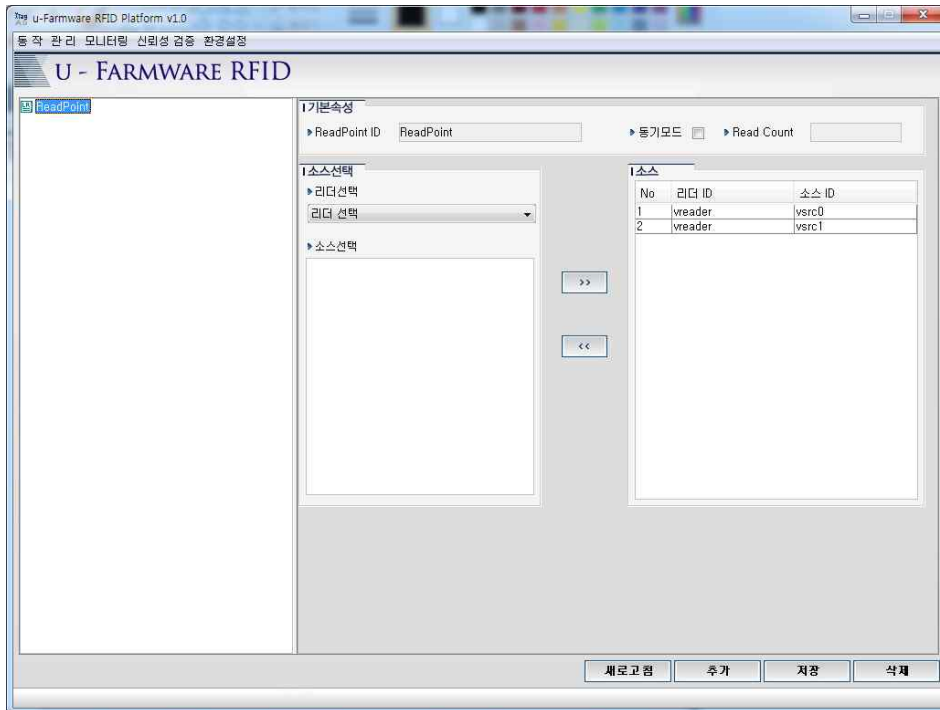 u-Farmware RFID Platform v1.0
동 작 관 리 모니터링 신뢰성 검증 환경설정
U - FARMWARE RFID
ReadPoint
기본속성
ReadPoint ID ReadPoint 동기모드 Read Count
소스선택
리더선택
리더 선택
소스선택
>>
<<
소스
No 리더 ID 소스 ID
1 vreader vsrc0
2 vreader vsrc1
새로고침 추가 저장 삭제